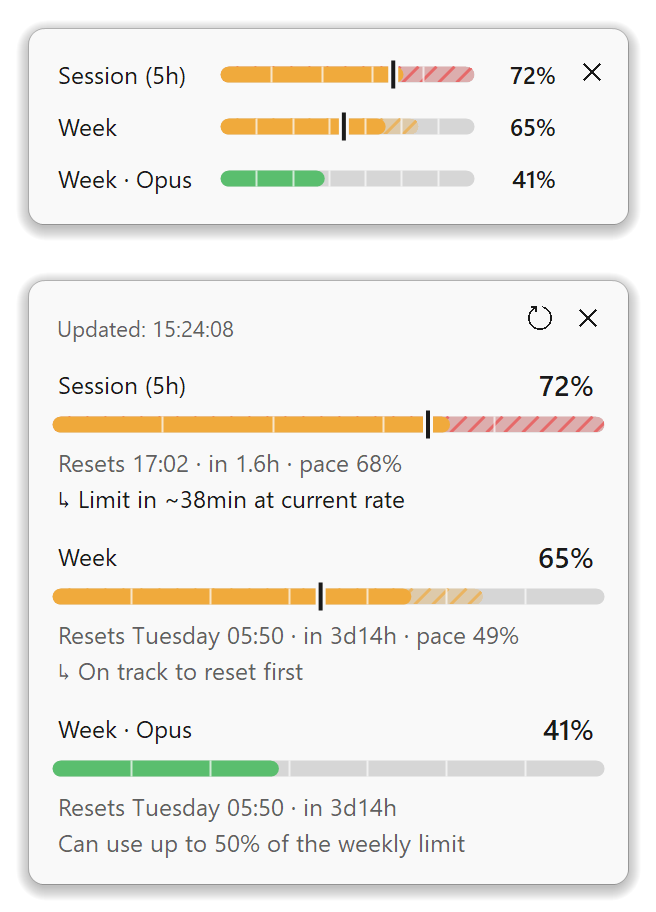 Session (5h) 72%
Week 65%
Week · Opus 41%
Updated: 15:24:08
Session (5h) 72%
Resets 17:02 · in 1.6h · pace 68%
↳ Limit in ~38min at current rate
Week 65%
Resets Tuesday 05:50 · in 3d14h · pace 49%
↳ On track to reset first
Week · Opus 41%
Resets Tuesday 05:50 · in 3d14h
Can use up to 50% of the weekly limit